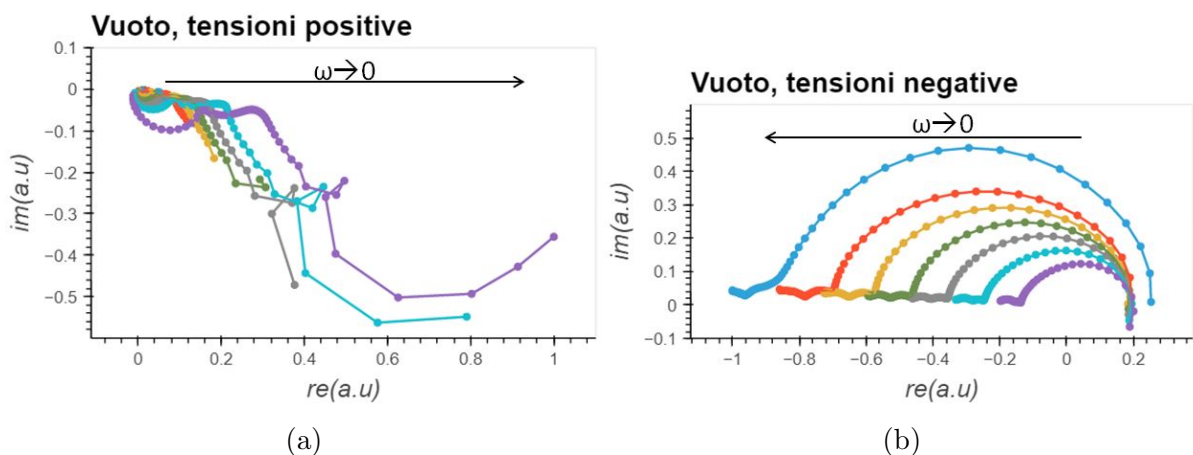 Vuoto, tensioni positive
0.1
0
−0.1
−0.2
−0.3
−0.4
−0.5
im(a.u)
ω→0
0
0.2
0.4
0.6
0.8
1
re(a.u)
(a)
Vuoto, tensioni negative
0.5
0.4
0.3
0.2
0.1
0
−0.1
im(a.u)
ω→0
−1
−0.8
−0.6
−0.4
−0.2
0
0.2
re(a.u)
(b)